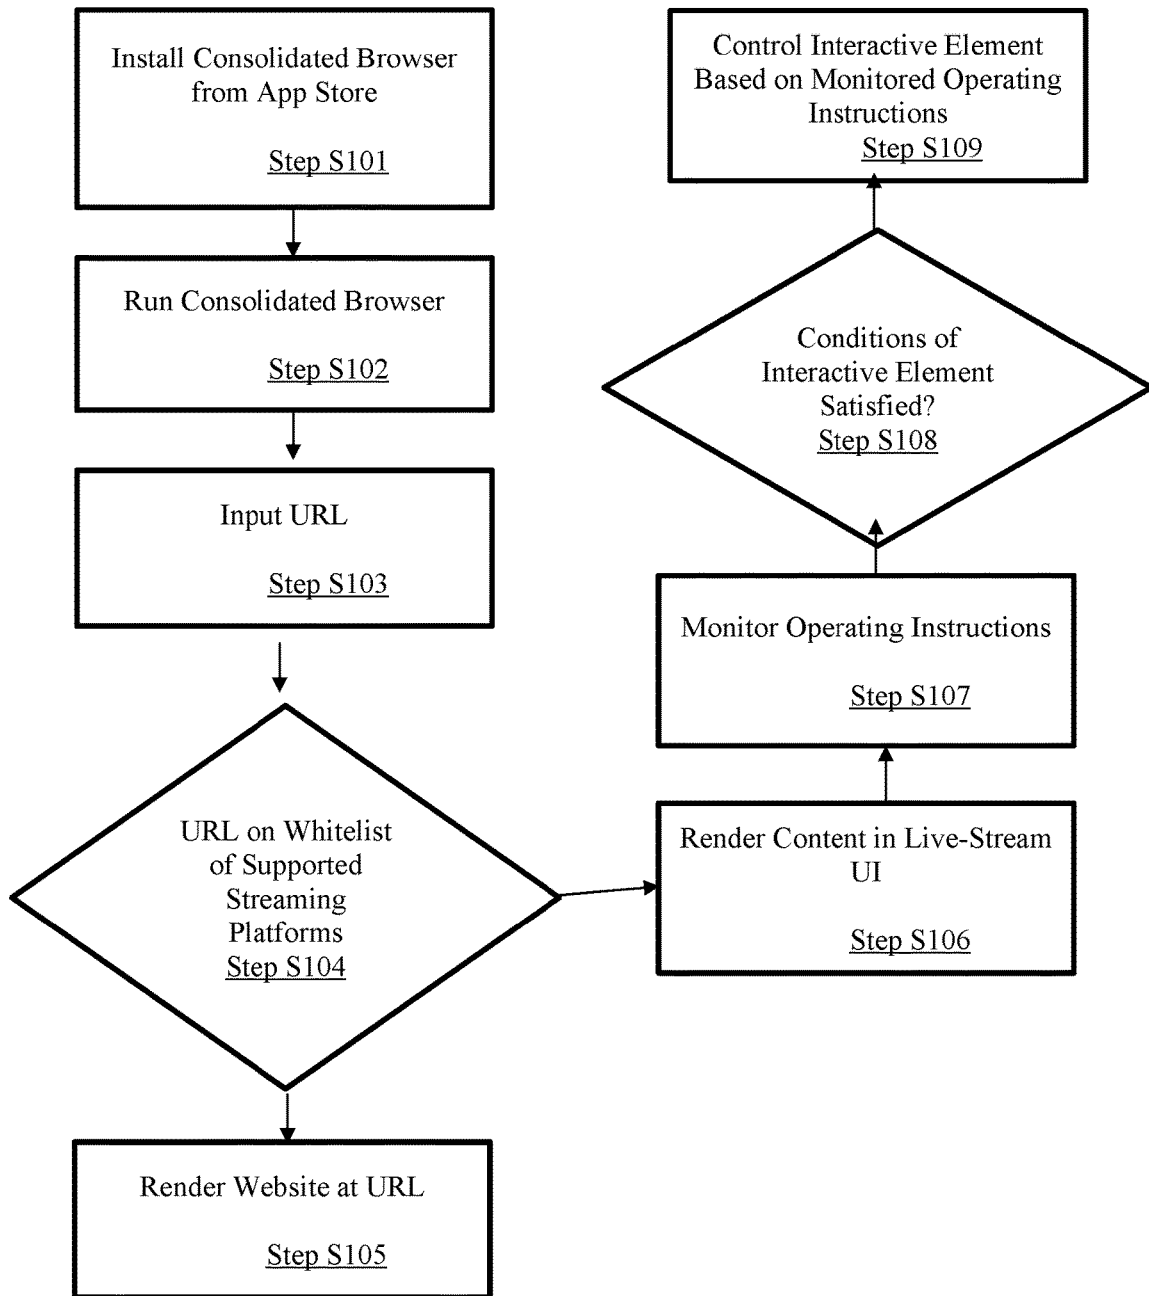 Install Consolidated Browser
from App Store
Step S101
Run Consolidated Browser
Step S102
Input URL
Step S103
URL on Whitelist
of Supported
Streaming
Platforms
Step S104
Render Website at URL
Step S105
Render Content in Live-Stream
UI
Step S106
Monitor Operating Instructions
Step S107
Conditions of
Interactive Element
Satisfied?
Step S108
Control Interactive Element
Based on Monitored Operating
Instructions
Step S109